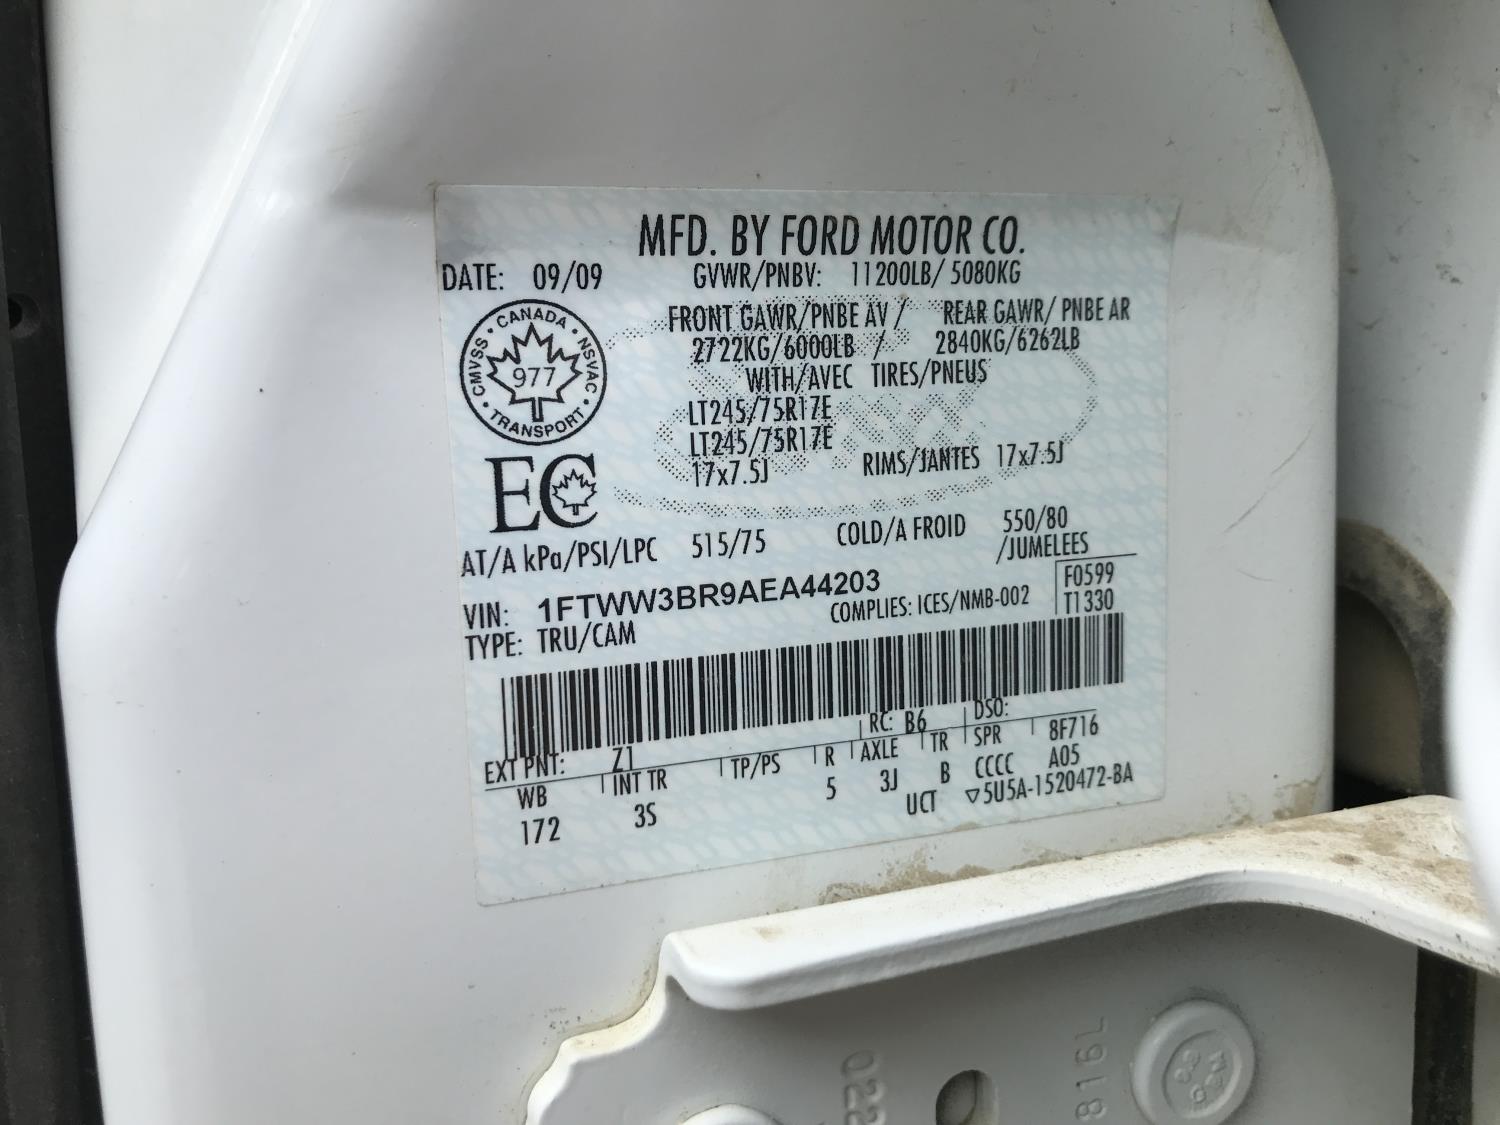 MFD. BY FORD MOTOR CO.
DATE: 09/09 GVWR/PNBV: 11200LB/ 5080KG
FRONT GAWR/PNBE AV / REAR GAWR/ PNBE AR
2722KG/6000LB / 2840KG/6262LB
WITH/AVEC TIRES/PNEUS
CANADA · NSVAC · TRANSPORT · CMVSS ·
977
LT245/75R17E
LT245/75R17E
17x7.5J RIMS/JANTES 17x7.5J
EC
AT/A kPa/PSI/LPC 515/75 COLD/A FROID 550/80
/JUMELEES
VIN: 1FTWW3BR9AEA44203
F0599
TYPE: TRU/CAM COMPLIES: ICES/NMB-002 T1330
RC: B6 DSO:
EXT PNT: Z1 8F716
WB INT TR TP/PS R AXLE TR SPR
172 3S 5 3J B CCCC A05
UCT ▽5U5A-1520472-BA
022
816L